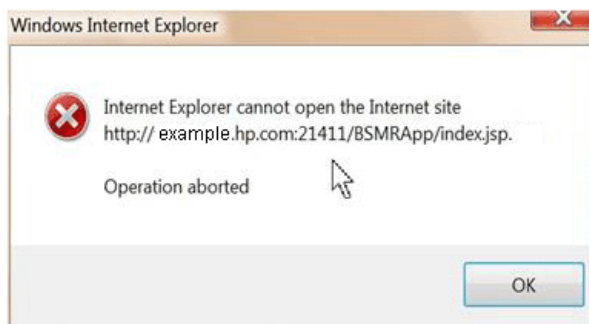 Windows Internet Explorer
Internet Explorer cannot open the Internet site
http:// example.hp.com:21411/BSMRApp/index.jsp.
Operation aborted
OK